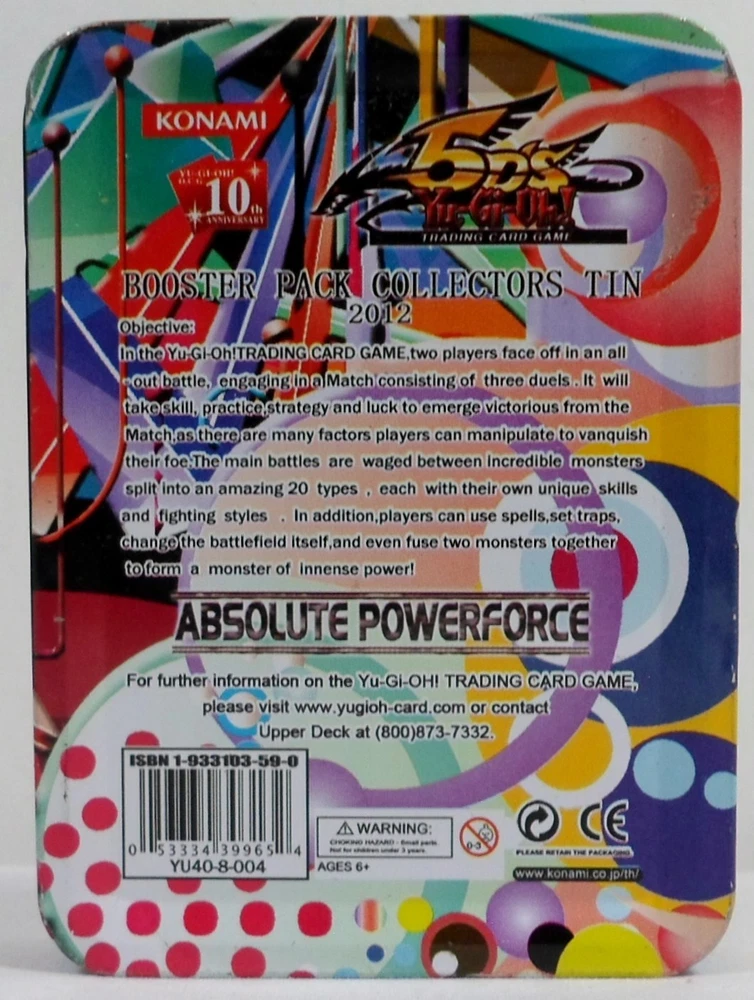 KONAMI
YU-GI-OH!
O.C.G
10th
ANNIVERSARY
5D's
Yu-Gi-Oh!
TRADING CARD GAME
BOOSTER PACK COLLECTORS TIN
2012
Objective:
In the Yu-Gi-Oh!TRADING CARD GAME,two players face off in an all
-out battle, engaging in a Match consisting of three duels . It will
take skill, practice,strategy and luck to emerge victorious from the
Match,as there are many factors players can manipulate to vanquish
their foe.The main battles are waged between incredible monsters
split into an amazing 20 types , each with their own unique skills
and fighting styles . In addition,players can use spells,set traps,
change the battlefield itself,and even fuse two monsters together
to form a monster of innense power!
ABSOLUTE POWERFORCE
For further information on the Yu-Gi-OH! TRADING CARD GAME,
please visit www.yugioh-card.com or contact
Upper Deck at (800)873-7332.
ISBN 1-933103-59-0
0 53334 39965 4
YU40-8-004
WARNING:
CHOKING HAZARD - Small parts
Not for children under 3 years.
AGES 6+
0-3
CE
PLEASE RETAIN THE PACKAGING.
www.konami.co.jp/th/